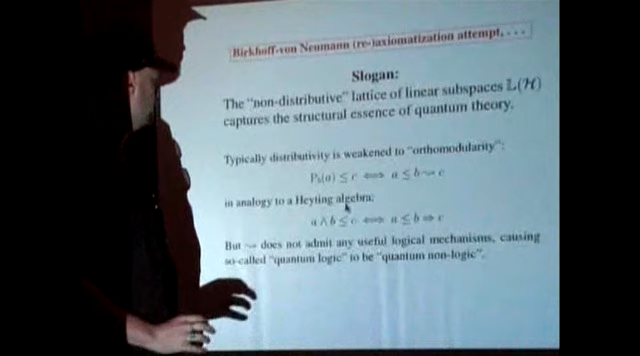 Birkhoff-von Neumann (re-)axiomatization attempt, . . .
Slogan:
The "non-distributive" lattice of linear subspaces 𝕃(ℋ)
captures the structural essence of quantum theory.
Typically distributivity is weakened to "orthomodularity":
P_b(a) ≤ c ⟺ a ≤ b ⇝ c
in analogy to a Heyting algebra:
a ∧ b ≤ c ⟺ a ≤ b ⇒ c
But ⇝ does not admit any useful logical mechanisms, causing
so-called "quantum logic" to be "quantum non-logic".